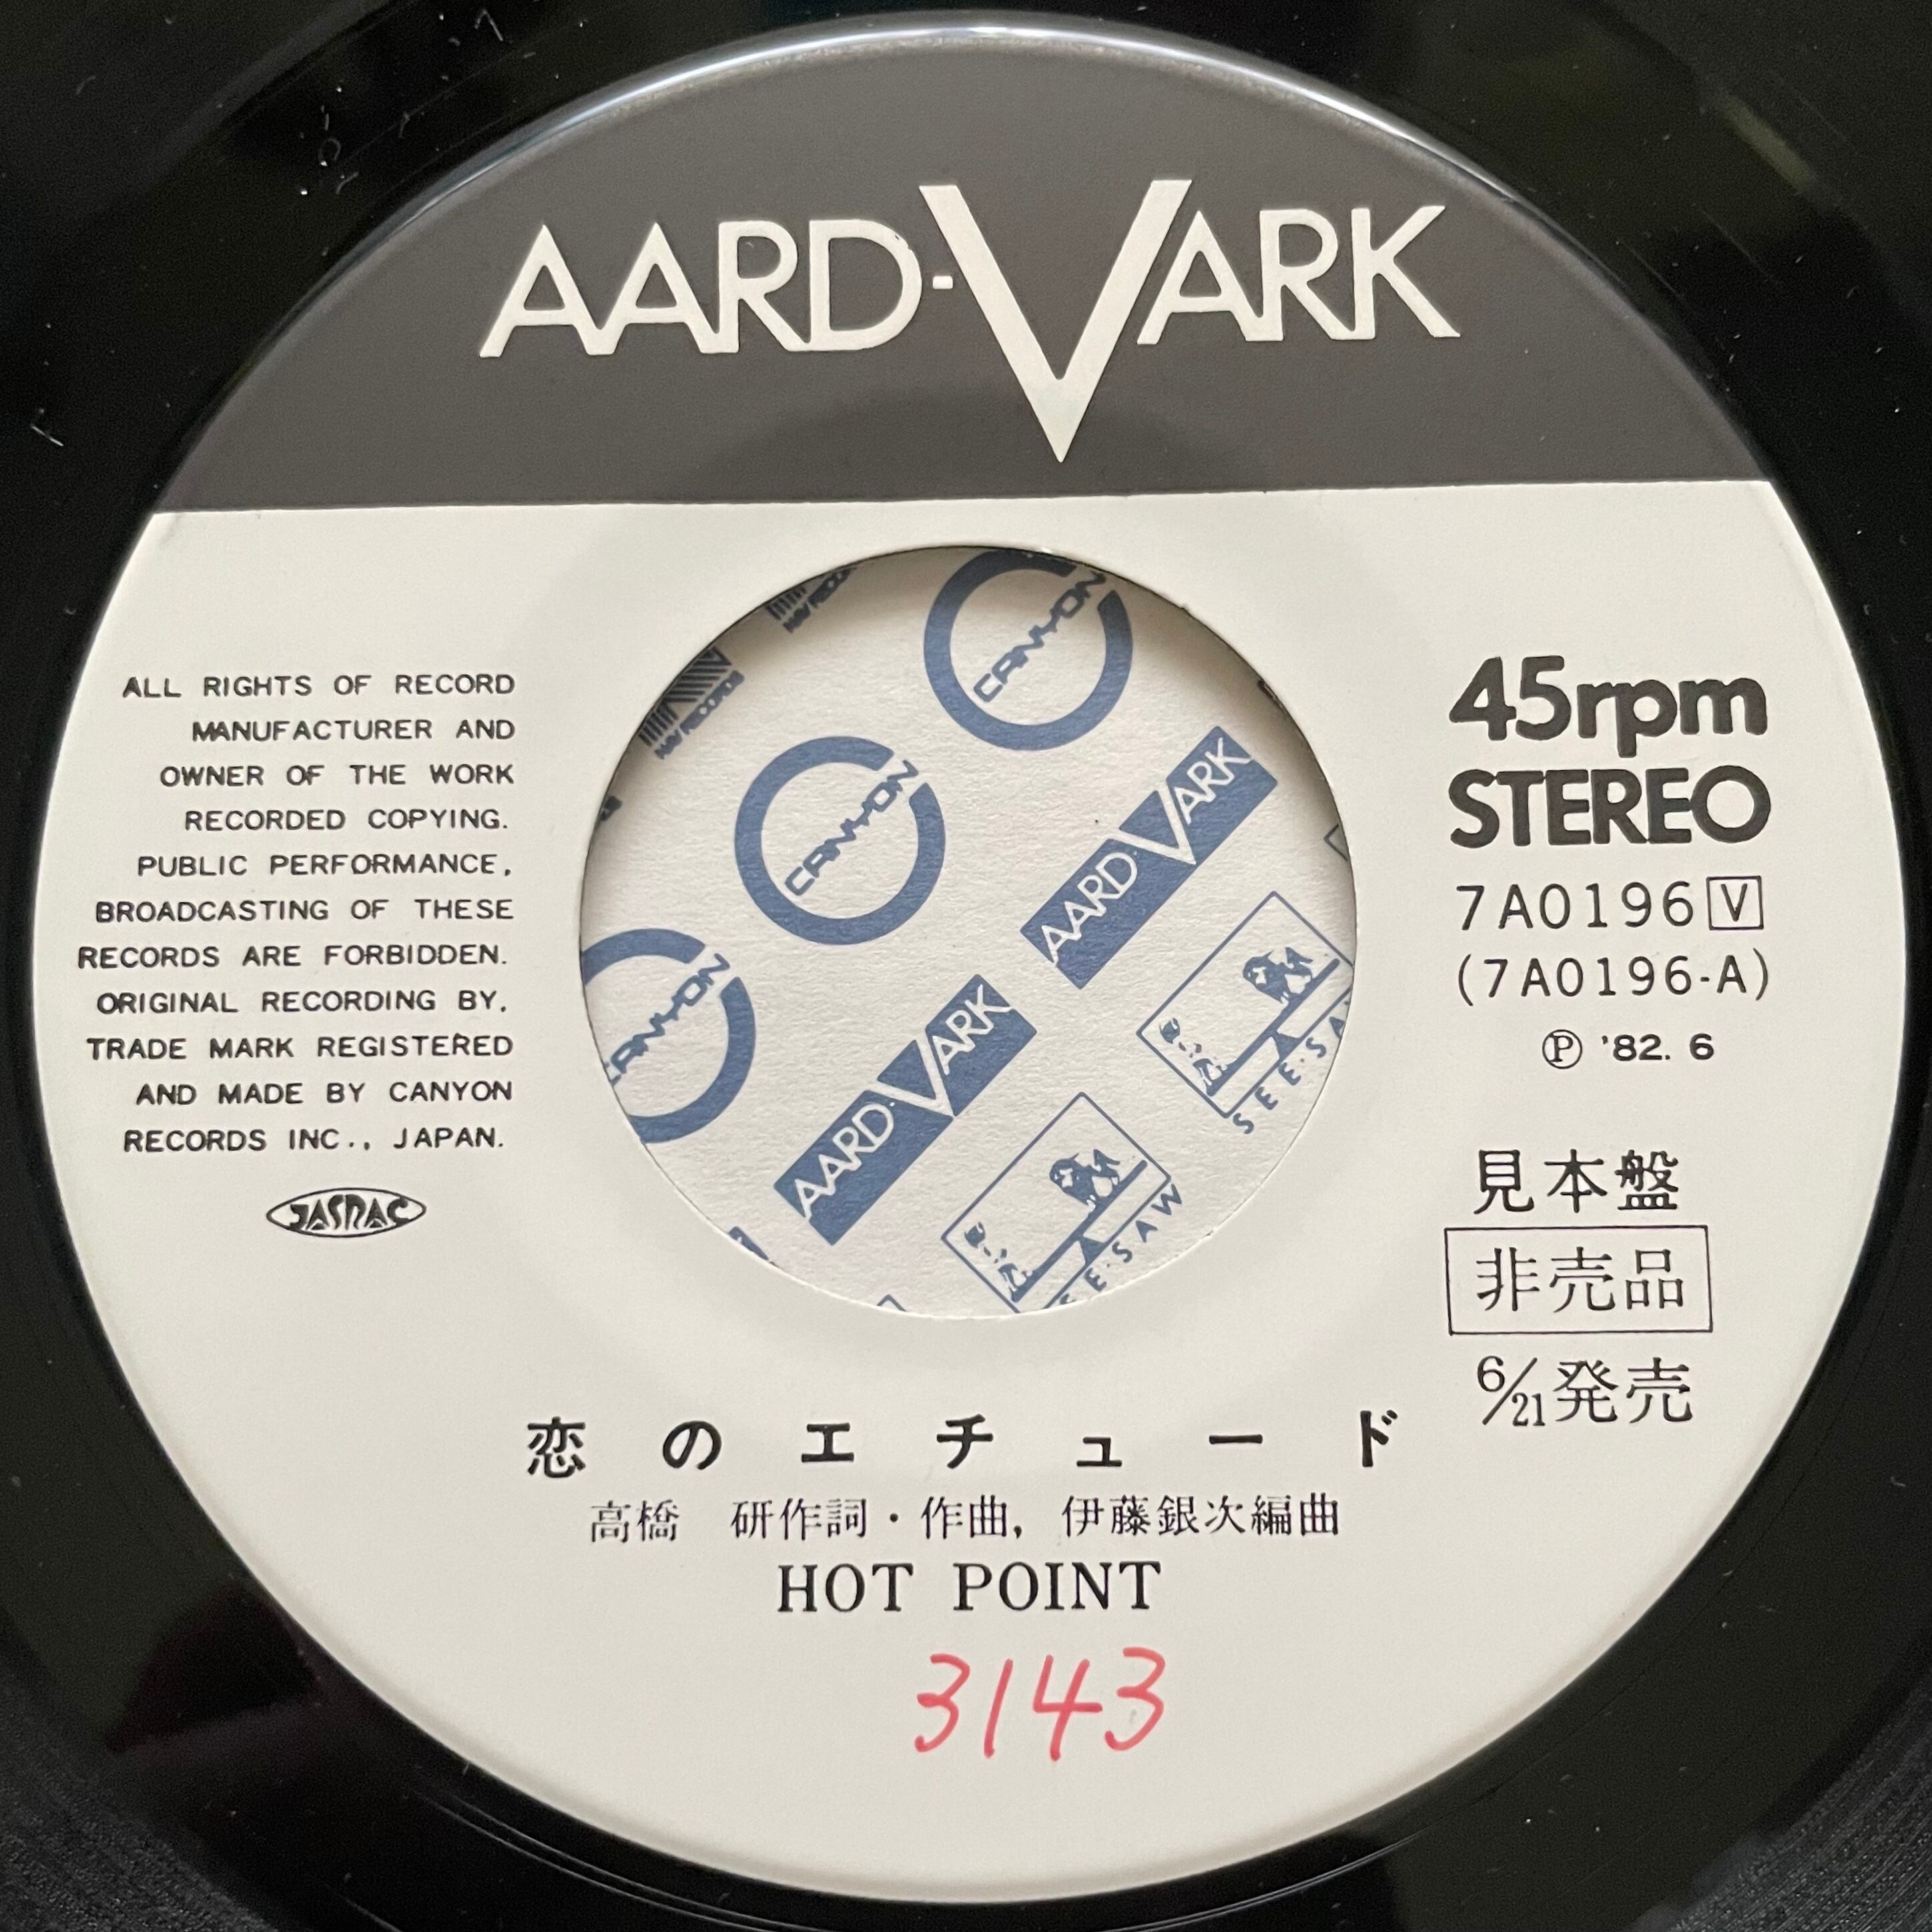 AARD-VARK
ALL RIGHTS OF RECORD
MANUFACTURER AND
OWNER OF THE WORK
RECORDED COPYING.
PUBLIC PERFORMANCE,
BROADCASTING OF THESE
RECORDS ARE FORBIDDEN.
ORIGINAL RECORDING BY,
TRADE MARK REGISTERED
AND MADE BY CANYON
RECORDS INC., JAPAN.
JASRAC
NAV RECORDS
CANYON
CANYON
CANYON
AARD-VARK
AARD-VARK
SEE・SAW
45rpm
STEREO
7A0196 V
(7A0196-A)
Ⓟ '82. 6
見本盤
非売品
6/21発売
恋のエチュード
高橋 研作詞・作曲, 伊藤銀次編曲
HOT POINT
3143